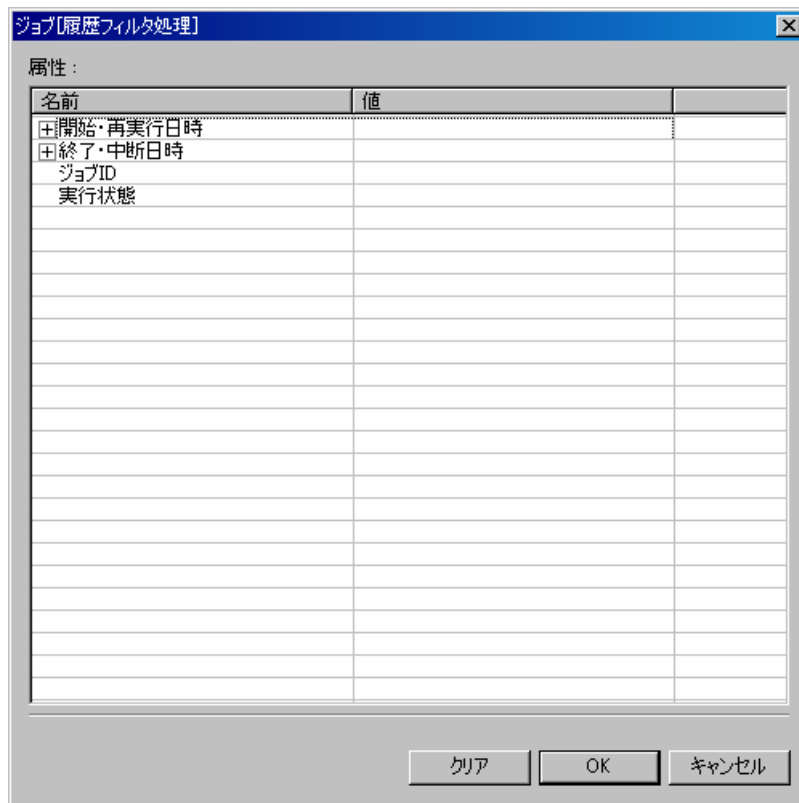 ジョブ[履歴フィルタ処理]
属性:
名前 値
開始・再実行日時
終了・中断日時
ジョブID
実行状態
クリア OK キャンセル